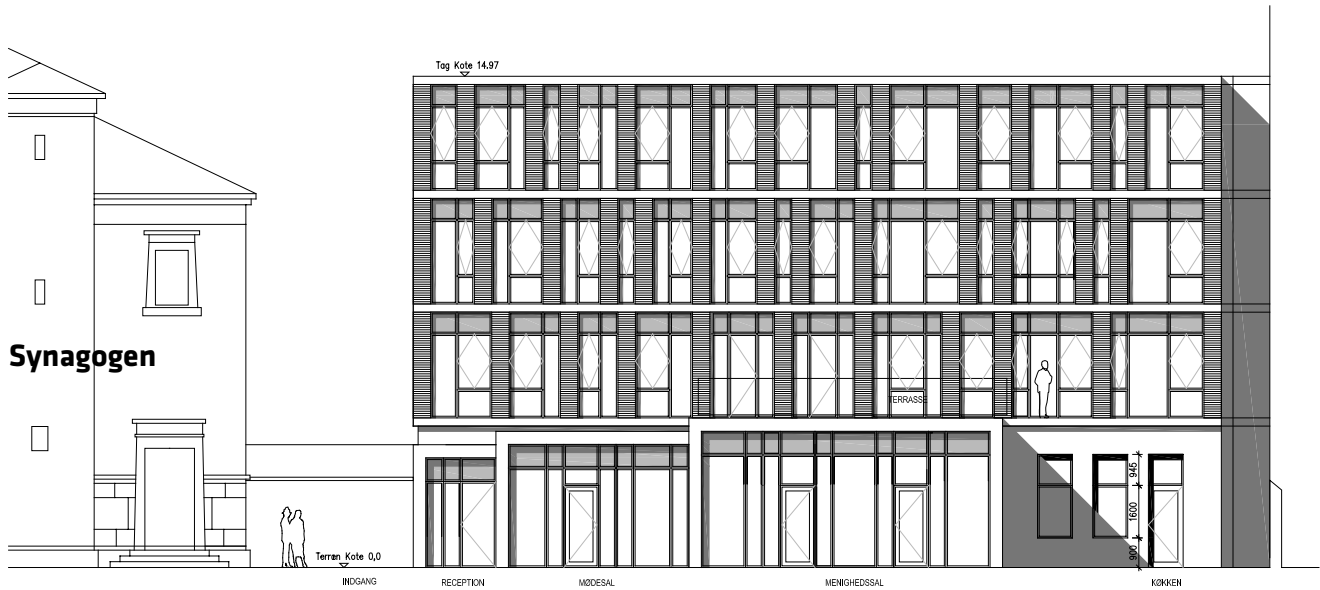 Tag Kote 14.97
Synagogen
TERRASSE
945
1600
900
Terræn Kote 0,0
INDGANG
RECEPTION
MØDESAL
MENIGHEDSSAL
KØKKEN